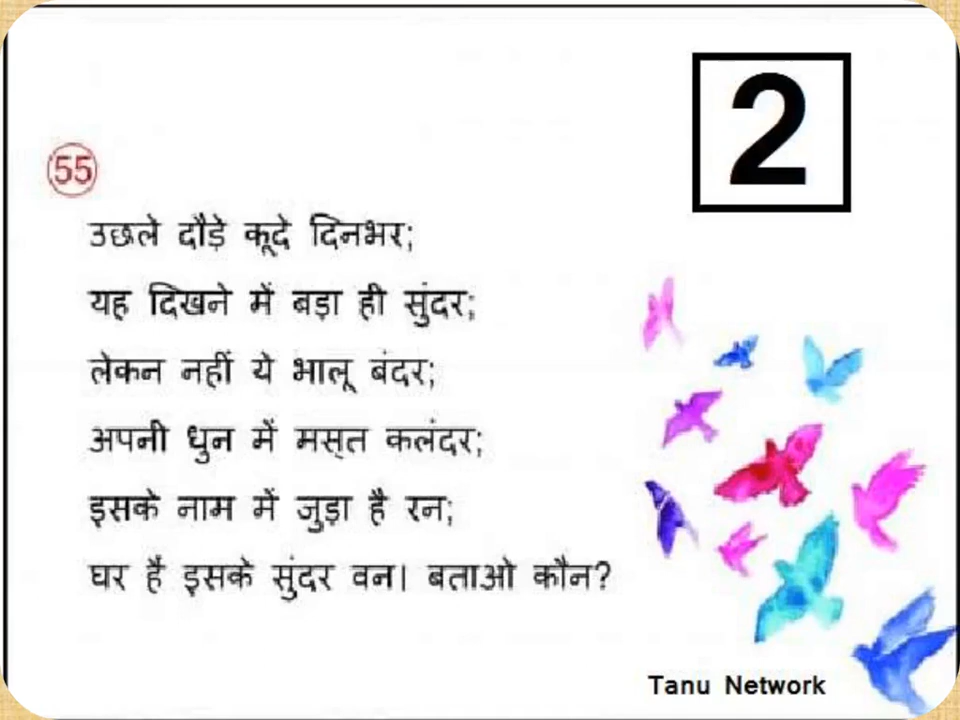 2
55
उछले दौड़े कूदे दिनभर;
यह दिखने में बड़ा ही सुंदर;
लेकन नहीं ये भालू बंदर;
अपनी धुन में मस्त कलंदर;
इसके नाम में जुड़ा है रन;
घर हैं इसके सुंदर वन। बताओ कौन?
Tanu Network